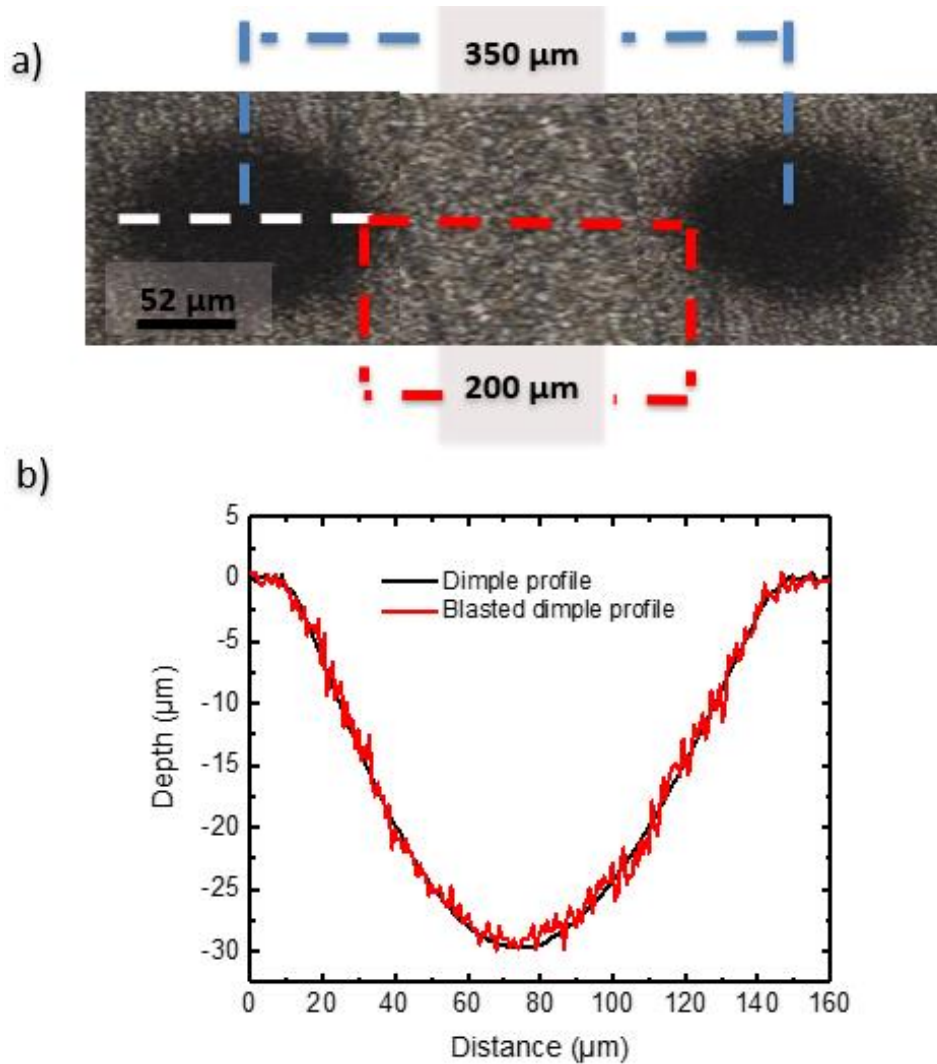 a)
350 µm
52 µm
200 µm
b)
5
0
-5
-10
-15
-20
-25
-30
Depth (µm)
Dimple profile
Blasted dimple profile
0 20 40 60 80 100 120 140 160
Distance (µm)